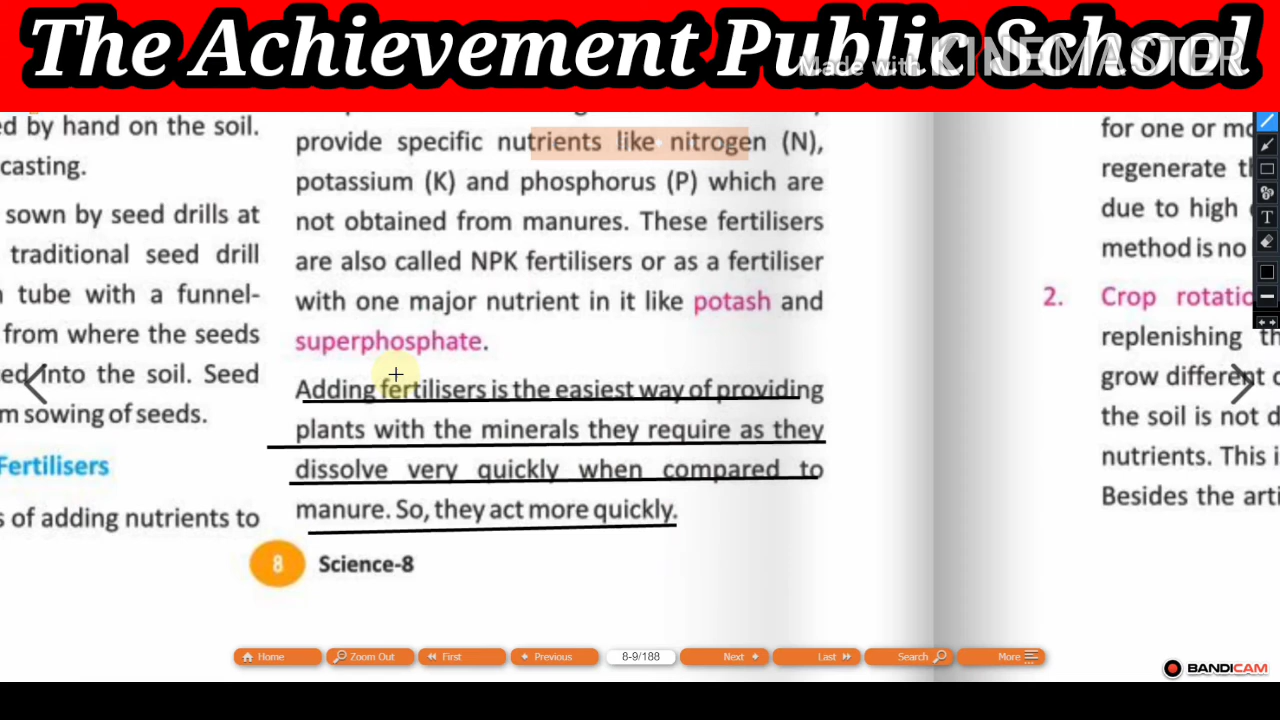 The Achievement Public School
Made with KINEMASTER
ed by hand on the soil.
casting.
sown by seed drills at
traditional seed drill
tube with a funnel-
from where the seeds
ed into the soil. Seed
m sowing of seeds.
Fertilisers
s of adding nutrients to
provide specific nutrients like nitrogen (N),
potassium (K) and phosphorus (P) which are
not obtained from manures. These fertilisers
are also called NPK fertilisers or as a fertiliser
with one major nutrient in it like potash and
superphosphate.
Adding fertilisers is the easiest way of providing
plants with the minerals they require as they
dissolve very quickly when compared to
manure. So, they act more quickly.
8 Science-8
for one or mo
regenerate th
due to high
method is no
2. Crop rotatio
replenishing th
grow different c
the soil is not d
nutrients. This i
Besides the arti
T
Home Zoom Out First Previous 8-9/188 Next Last Search More
BANDICAM